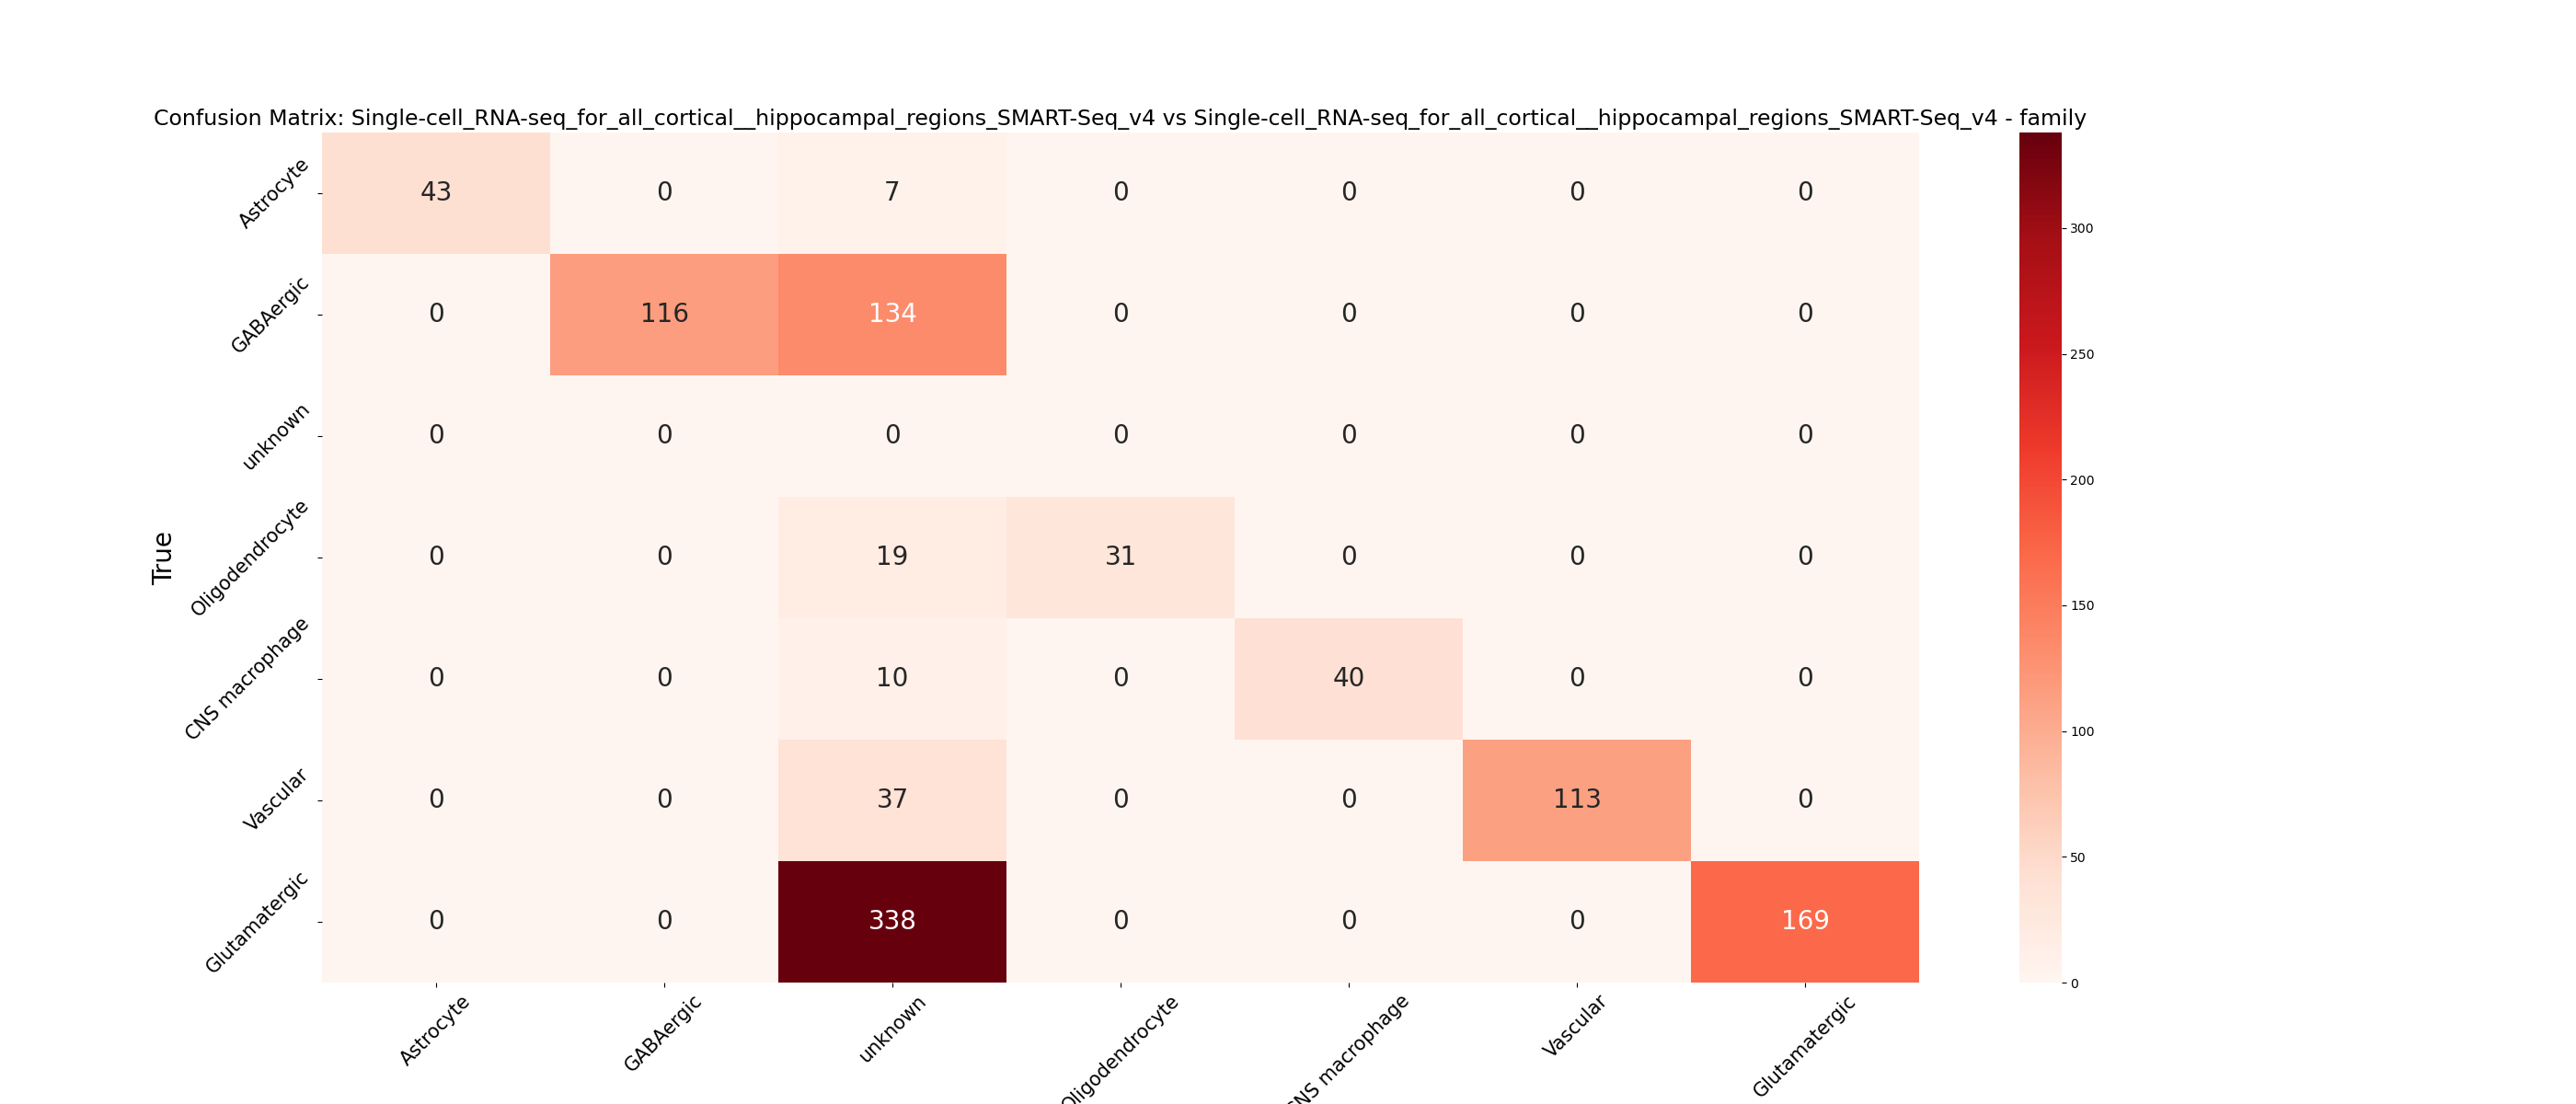 Confusion Matrix: Single-cell_RNA-seq_for_all_cortical__hippocampal_regions_SMART-Seq_v4 vs Single-cell_RNA-seq_for_all_cortical__hippocampal_regions_SMART-Seq_v4 - family
Astrocyte 43 0 7 0 0 0 0
GABAergic 0 116 134 0 0 0 0
unknown 0 0 0 0 0 0 0
Oligodendrocyte 0 0 19 31 0 0 0
CNS macrophage 0 0 10 0 40 0 0
Vascular 0 0 37 0 0 113 0
Glutamatergic 0 0 338 0 0 0 169
True
Astrocyte GABAergic unknown Oligodendrocyte CNS macrophage Vascular Glutamatergic
300
250
200
150
100
50
0